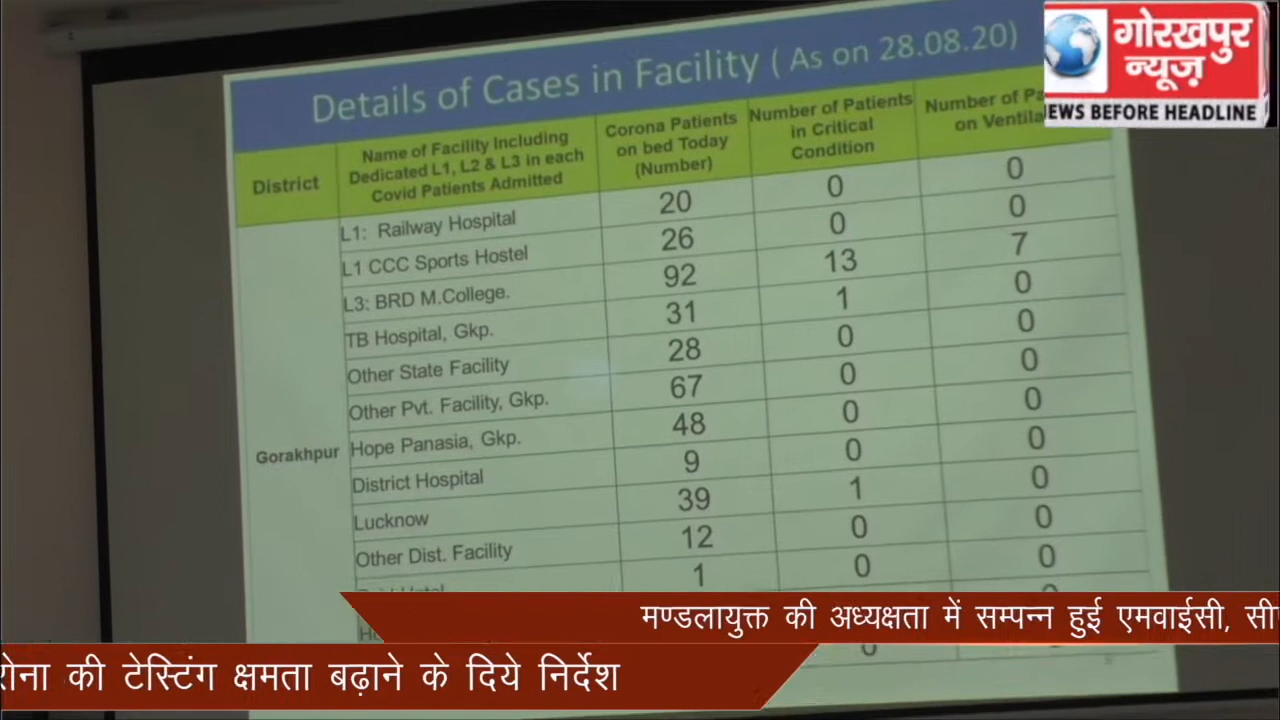 गोरखपुर
न्यूज़
EWS BEFORE HEADLINE
Details of Cases in Facility ( As on 28.08.20)
District
Name of Facility Including
Dedicated L1, L2 & L3 in each
Covid Patients Admitted
Corona Patients
on bed Today
(Number)
Number of Patients
in Critical
Condition
Number of
on
Gorakhpur
L1: Railway Hospital 20 0 0
L1 CCC Sports Hostel 26 0 0
L3: BRD M.College. 92 13 7
TB Hospital, Gkp. 31 1 0
Other State Facility 28 0 0
Other Pvt. Facility, Gkp. 67 0 0
Hope Panasia, Gkp. 48 0 0
District Hospital 9 0 0
Lucknow 39 1 0
Other Dist. Facility 12 0 0
1 0 0
मण्डलायुक्त की अध्यक्षता में सम्पन्न हुई एमवाईसी,
की टेस्टिंग क्षमता बढ़ाने के दिये निर्देश